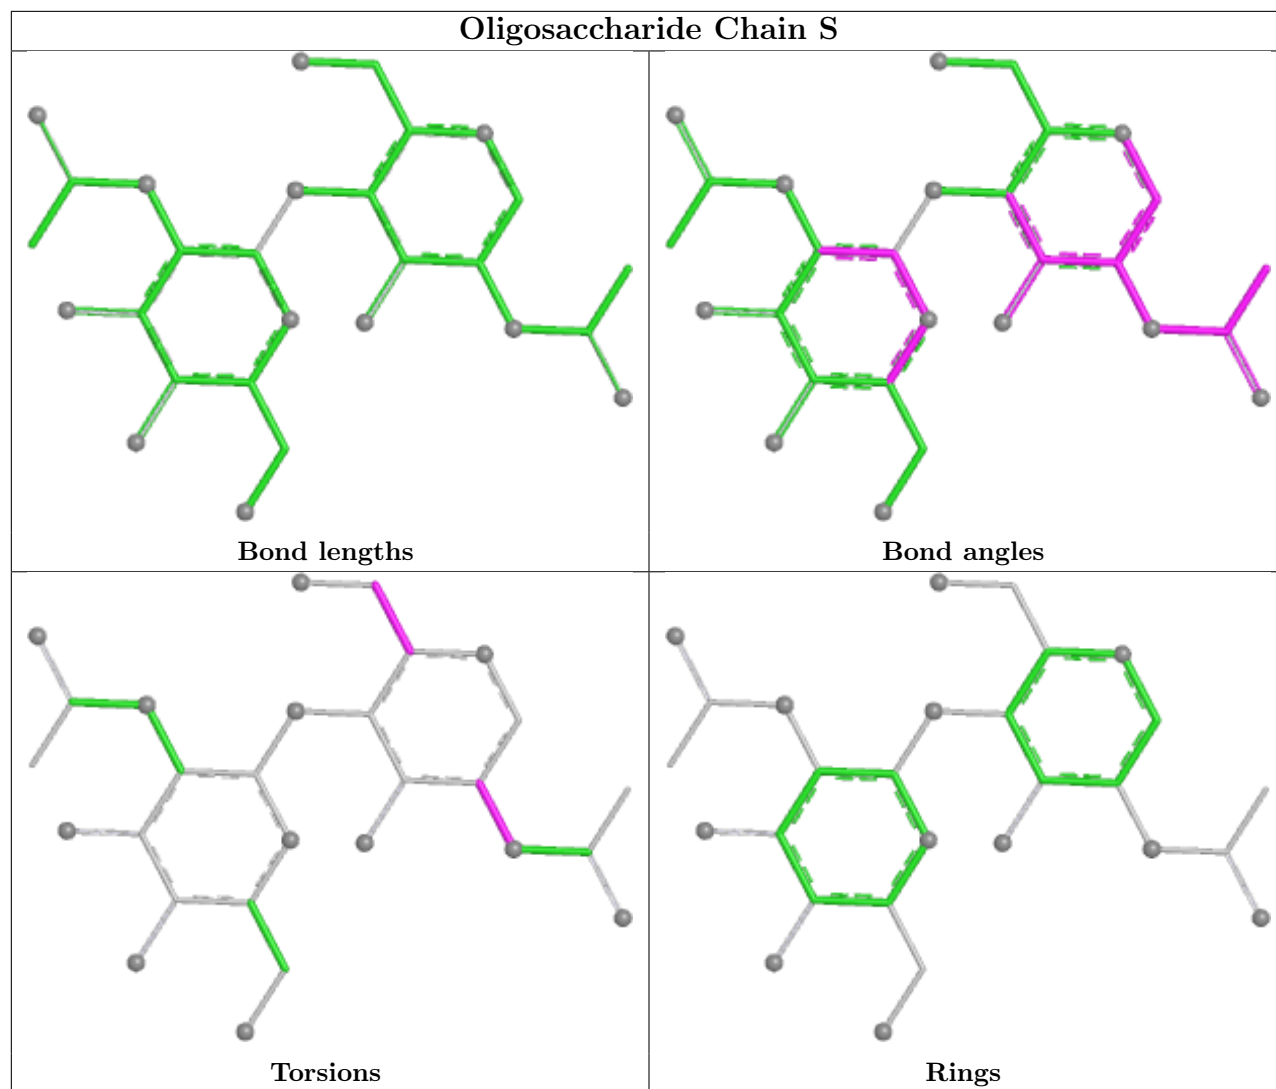 Oligosaccharide Chain S
Bond lengths
Bond angles
Torsions
Rings